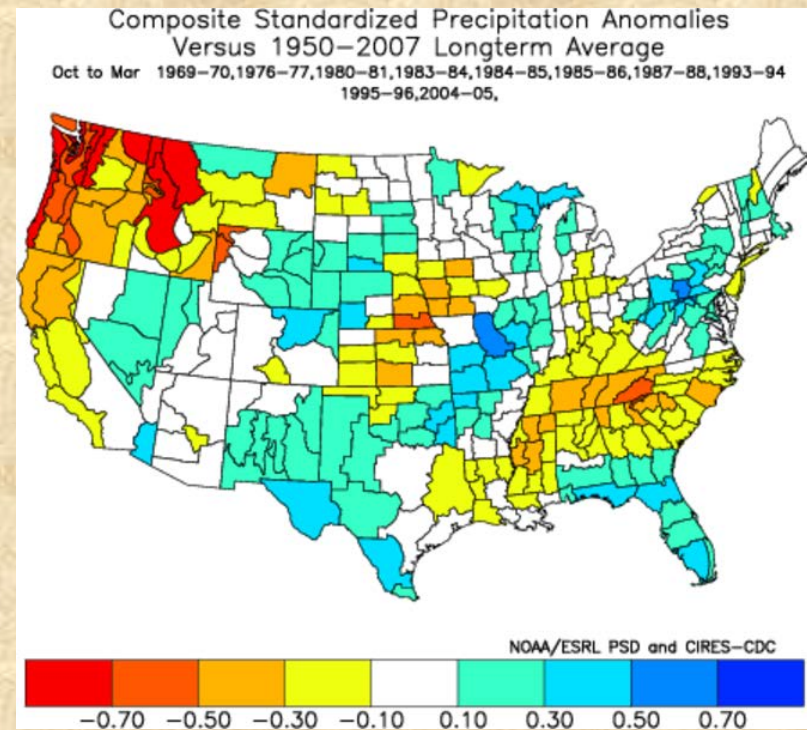 Composite Standardized Precipitation Anomalies
Versus 1950-2007 Longterm Average
Oct to Mar 1969-70,1976-77,1980-81,1983-84,1984-85,1985-86,1987-88,1993-94
1995-96,2004-05,
NOAA/ESRL PSD and CIRES-CDC
-0.70 -0.50 -0.30 -0.10 0.10 0.30 0.50 0.70